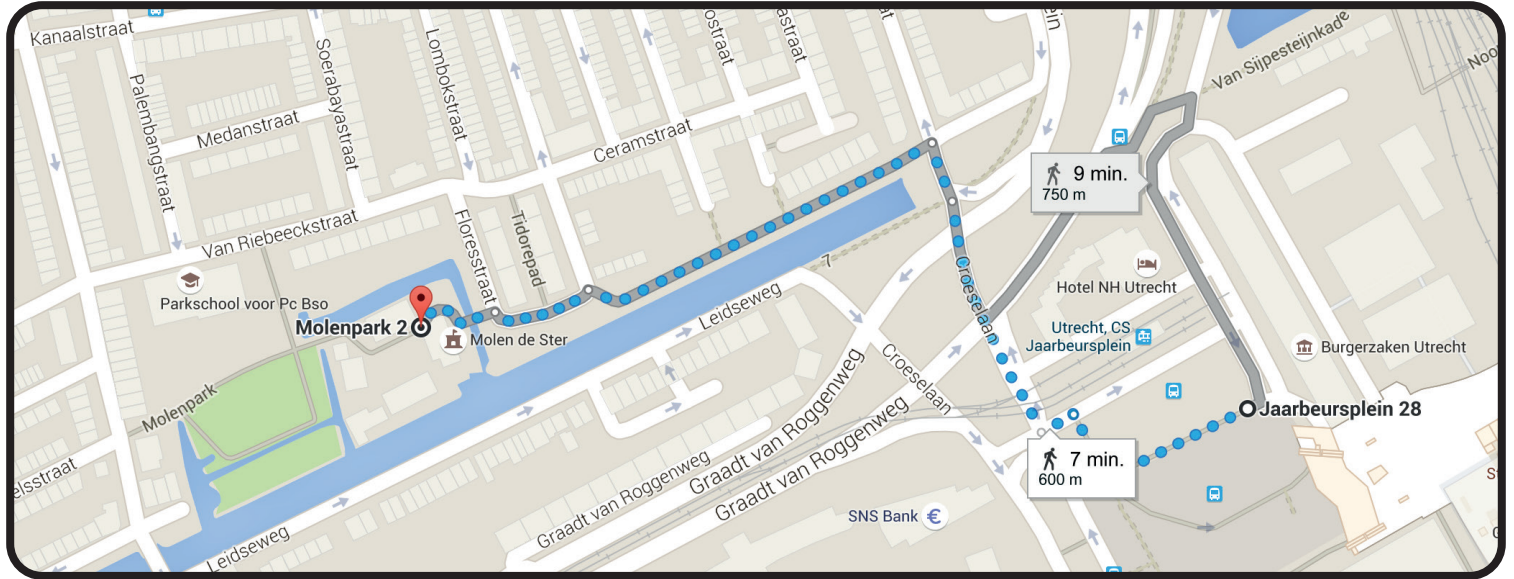 Kanaalstraat
Palembangstraat
Soerabayastraat
Lombokstraat
Van Sijpesteijnkade
Medanstraat
Ceramstraat
9 min.
750 m
Van Riebeeckstraat
Floresstraat
Tidorepad
7
Croeselaan
Parkschool voor Pc Bso
Hotel NH Utrecht
Leidseweg
Molenpark 2
Molen de Ster
Utrecht, CS
Jaarbeursplein
Burgerzaken Utrecht
Croeselaan
Molenpark
Graadt van Roggenweg
Graadt van Roggenweg
Jaarbeursplein 28
7 min.
600 m
Graadt van Roggenweg
SNS Bank €
Leidseweg